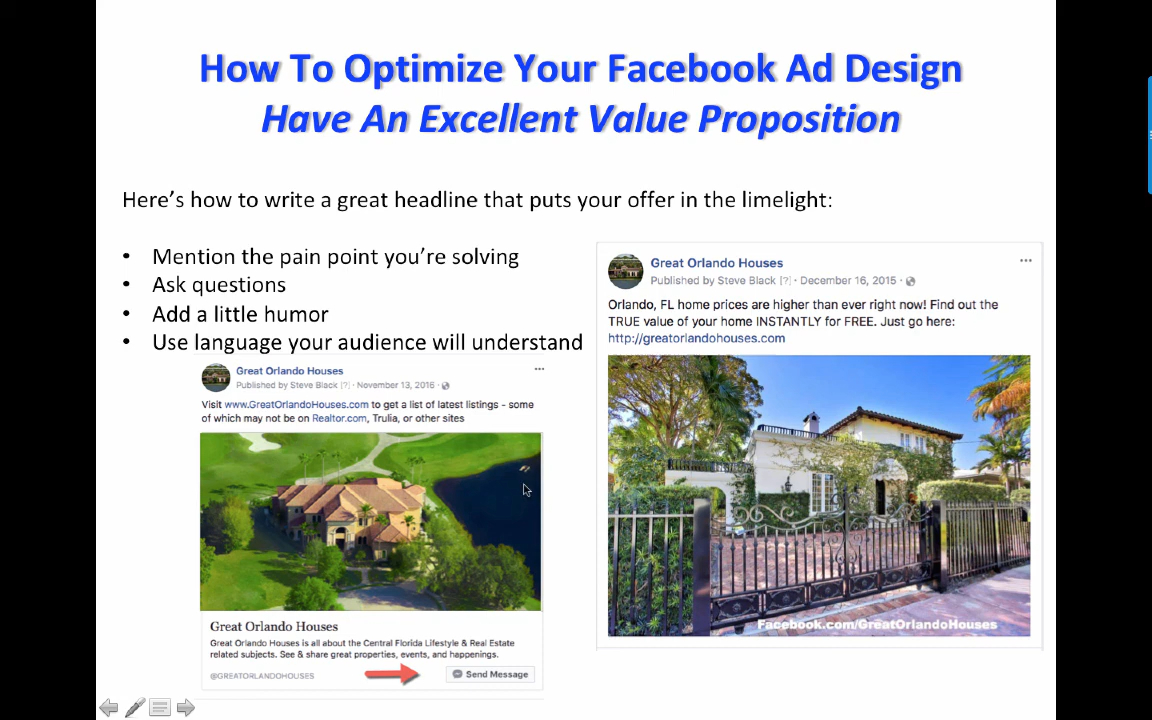 How To Optimize Your Facebook Ad Design
Have An Excellent Value Proposition
Here's how to write a great headline that puts your offer in the limelight:
• Mention the pain point you're solving
• Ask questions
• Add a little humor
• Use language your audience will understand
Great Orlando Houses
Published by Steve Black [?] · November 13, 2016 ·
Visit www.GreatOrlandoHouses.com to get a list of latest listings - some
of which may not be on Realtor.com, Trulia, or other sites
Great Orlando Houses
Great Orlando Houses is all about the Central Florida Lifestyle & Real Estate
related subjects. See & share great properties, events, and happenings.
@GREATORLANDOHOUSES
Send Message
Great Orlando Houses
Published by Steve Black [?] · December 16, 2015 ·
Orlando, FL home prices are higher than ever right now! Find out the
TRUE value of your home INSTANTLY for FREE. Just go here:
http://greatorlandohouses.com
Facebook.com/GreatOrlandoHouses